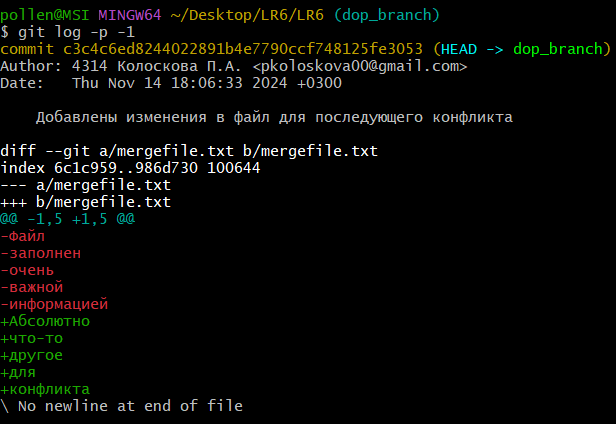 pollen@MSI MINGW64 ~/Desktop/LR6/LR6 (dop_branch)
$ git log -p -1
commit c3c4c6ed8244022891b4e7790ccf748125fe3053 (HEAD -> dop_branch)
Author: 4314 Колоскова П.А. <pkoloskova00@gmail.com>
Date:   Thu Nov 14 18:06:33 2024 +0300

    Добавлены изменения в файл для последующего конфликта

diff --git a/mergefile.txt b/mergefile.txt
index 6c1c959..986d730 100644
--- a/mergefile.txt
+++ b/mergefile.txt
@@ -1,5 +1,5 @@
-Файл
-заполнен
-очень
-важной
-информацией
+Абсолютно
+что-то
+другое
+для
+конфликта
\ No newline at end of file